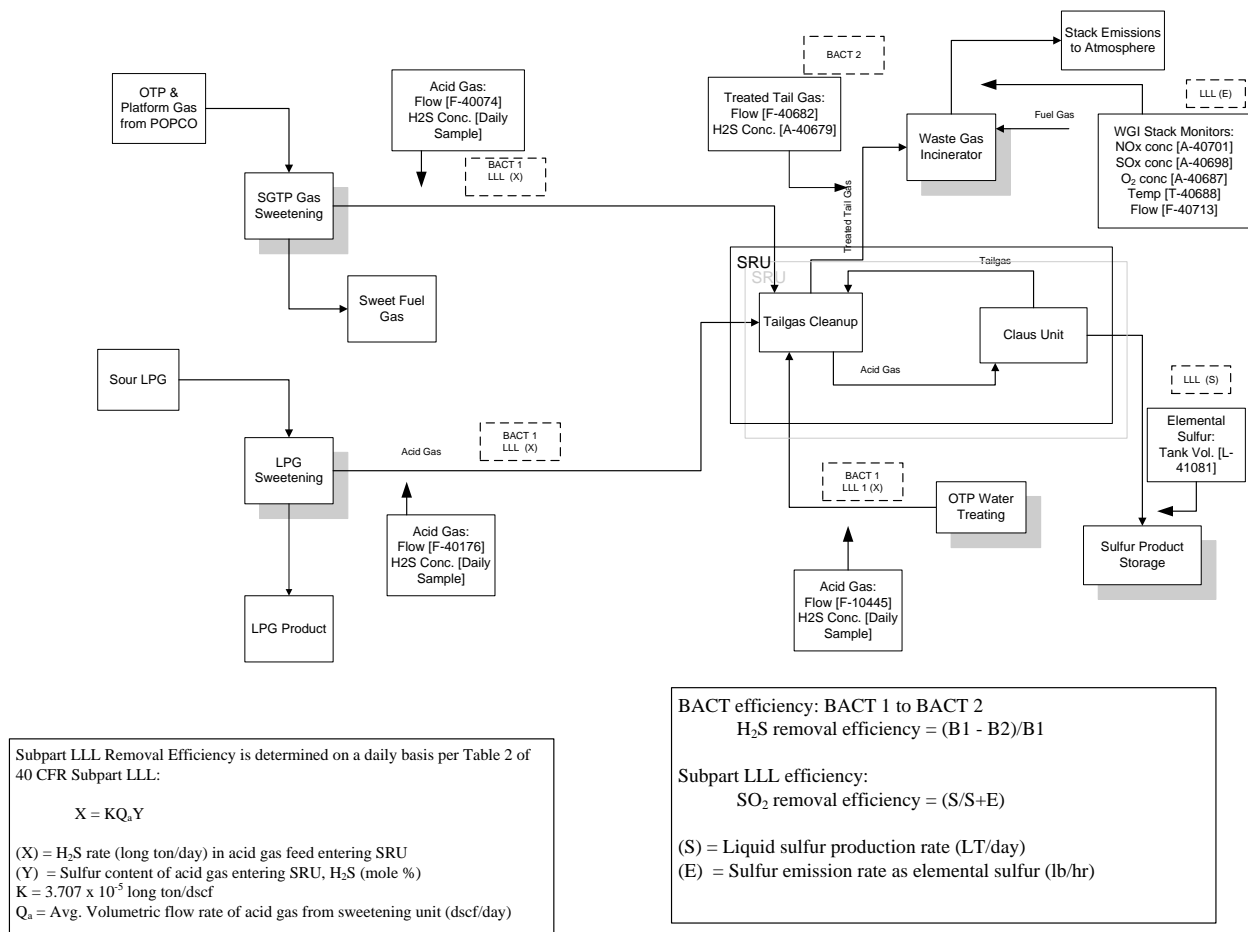 Stack Emissions
to Atmosphere
BACT 2
OTP &
Platform Gas
from POPCO
Acid Gas:
Flow [F-40074]
H2S Conc. [Daily
Sample]
Treated Tail Gas:
Flow [F-40682]
H2S Conc. [A-40679]
LLL (E)
Fuel Gas
Waste Gas
Incinerator
WGI Stack Monitors:
NOx conc [A-40701]
SOx conc [A-40698]
O₂ conc [A-40687]
Temp [T-40688]
Flow [F-40713]
BACT 1
LLL (X)
SGTP Gas
Sweetening
Treated Tail Gas
SRU
SRU
Tailgas
Sweet Fuel
Gas
Tailgas Cleanup
Claus Unit
Acid Gas
Sour LPG
LLL (S)
Elemental
Sulfur:
Tank Vol. [L-
41081]
BACT 1
LLL (X)
Acid Gas
LPG
Sweetening
BACT 1
LLL 1 (X)
OTP Water
Treating
Acid Gas:
Flow [F-40176]
H2S Conc. [Daily
Sample]
Sulfur Product
Storage
Acid Gas:
Flow [F-10445]
H2S Conc. [Daily
Sample]
LPG Product
Subpart LLL Removal Efficiency is determined on a daily basis per Table 2 of
40 CFR Subpart LLL:
X = KQₐY
(X) = H₂S rate (long ton/day) in acid gas feed entering SRU
(Y) = Sulfur content of acid gas entering SRU, H₂S (mole %)
K = 3.707 x 10⁻⁵ long ton/dscf
Qₐ = Avg. Volumetric flow rate of acid gas from sweetening unit (dscf/day)
BACT efficiency: BACT 1 to BACT 2
H₂S removal efficiency = (B1 - B2)/B1
Subpart LLL efficiency:
SO₂ removal efficiency = (S/S+E)
(S) = Liquid sulfur production rate (LT/day)
(E) = Sulfur emission rate as elemental sulfur (lb/hr)